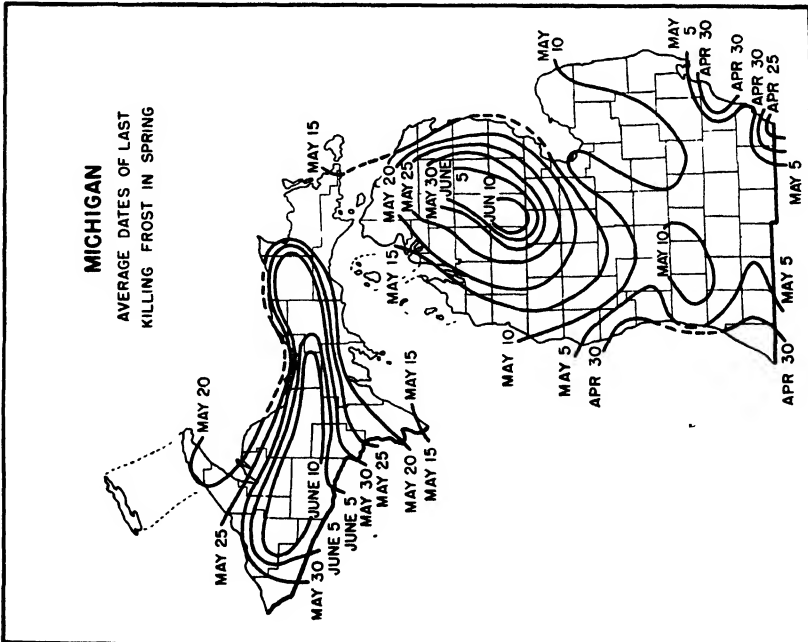 MICHIGAN
AVERAGE DATES OF LAST
KILLING FROST IN SPRING
MAY 20
MAY 25
MAY 15
JUNE 10
MAY 30
JUNE 5
JUNE 5
MAY 30
MAY 25
MAY 20
MAY 15
MAY 15
MAY 15
MAY 20
MAY 25
MAY 30
JUNE
5
JUN 10
MAY 10
MAY 5
APR 30
MAY
10
MAY 10
MAY
5
APR 30
APR 30
APR 30
APR 25
MAY 5
MAY 5
APR 30